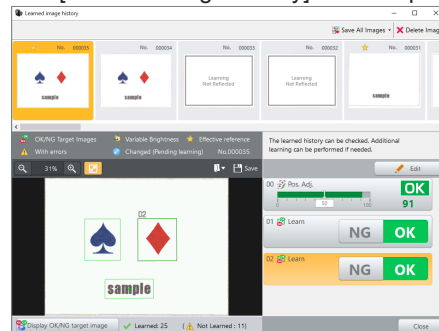 Learned image history
Save All Images
Delete Imag
No. 000035
No. 000034
No. 000033
No. 000032
No. 000031
sample
sample
Learning
Not Reflected
Learning
Not Reflected
sample
OK/NG Target Images
Variable Brightness
Effective reference
With errors
Changed (Pending learning)
No.000035
The learned history can be checked. Additional
learning can be performed if needed.
31%
Save
Edit
00
Pos. Adj.
OK
91
0
50
100
01
Learn
NG
OK
02
Learn
NG
OK
02
sample
Display OK/NG target image
Learned: 25
( Not Learned : 11)
Close